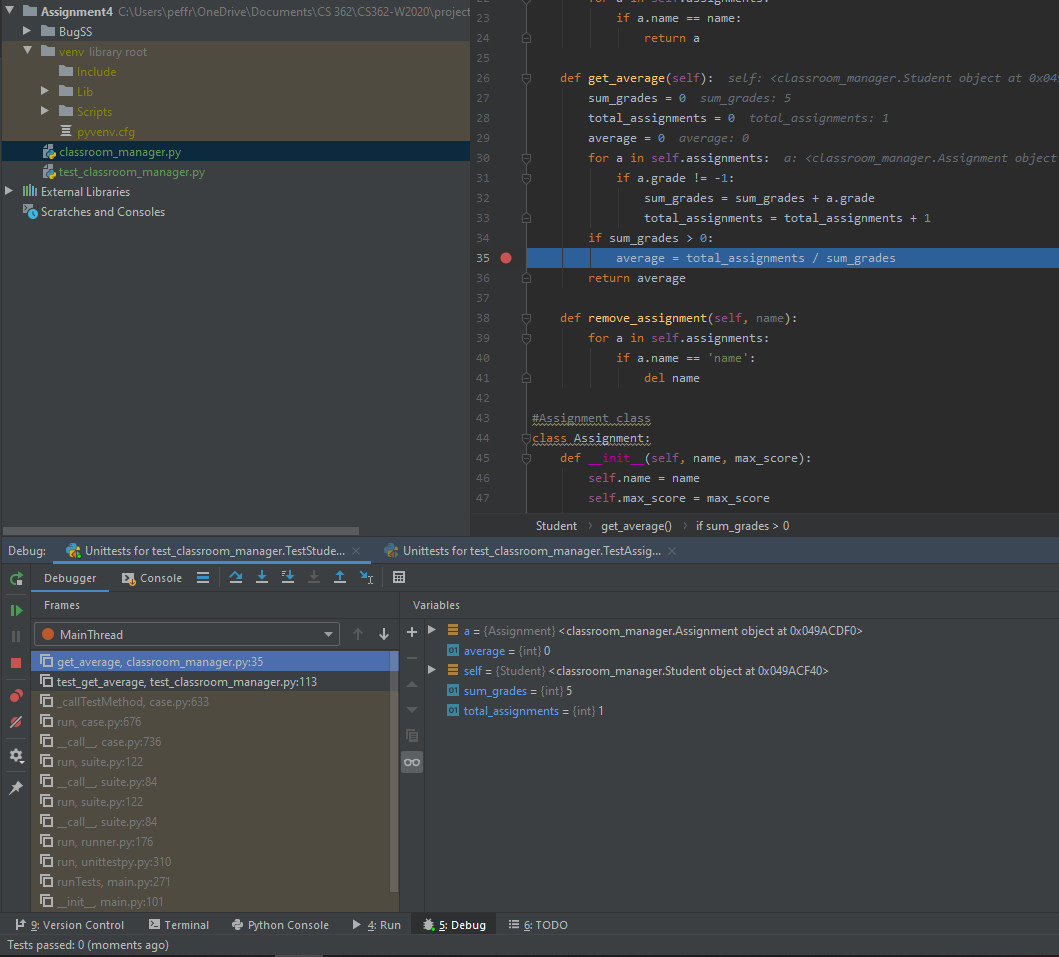 Assignment4 C:\Users\peffr\OneDrive\Documents\CS 362\CS362-W2020\project
BugSS
venv library root
Include
Lib
Scripts
pyvenv.cfg
classroom_manager.py
test_classroom_manager.py
External Libraries
Scratches and Consoles
23 if a.name == name:
24 return a
25
26 def get_average(self): self: <classroom_manager.Student object at 0x049
27 sum_grades = 0 sum_grades: 5
28 total_assignments = 0 total_assignments: 1
29 average = 0 average: 0
30 for a in self.assignments: a: <classroom_manager.Assignment object
31 if a.grade != -1:
32 sum_grades = sum_grades + a.grade
33 total_assignments = total_assignments + 1
34 if sum_grades > 0:
35 average = total_assignments / sum_grades
36 return average
37
38 def remove_assignment(self, name):
39 for a in self.assignments:
40 if a.name == 'name':
41 del name
42
43 #Assignment class
44 class Assignment:
45 def __init__(self, name, max_score):
46 self.name = name
47 self.max_score = max_score
Student › get_average() › if sum_grades > 0
Debug: Unittests for test_classroom_manager.TestStude... × Unittests for test_classroom_manager.TestAssig... ×
Debugger Console
Frames
MainThread
get_average, classroom_manager.py:35
test_get_average, test_classroom_manager.py:113
_callTestMethod, case.py:633
run, case.py:676
__call__, case.py:736
run, suite.py:122
__call__, suite.py:84
run, suite.py:122
__call__, suite.py:84
run, runner.py:176
run, unittestpy.py:310
runTests, main.py:271
__init__, main.py:101
Variables
a = {Assignment} <classroom_manager.Assignment object at 0x049ACDF0>
01 average = {int} 0
self = {Student} <classroom_manager.Student object at 0x049ACF40>
01 sum_grades = {int} 5
01 total_assignments = {int} 1
9: Version Control Terminal Python Console 4: Run 5: Debug 6: TODO
Tests passed: 0 (moments ago)